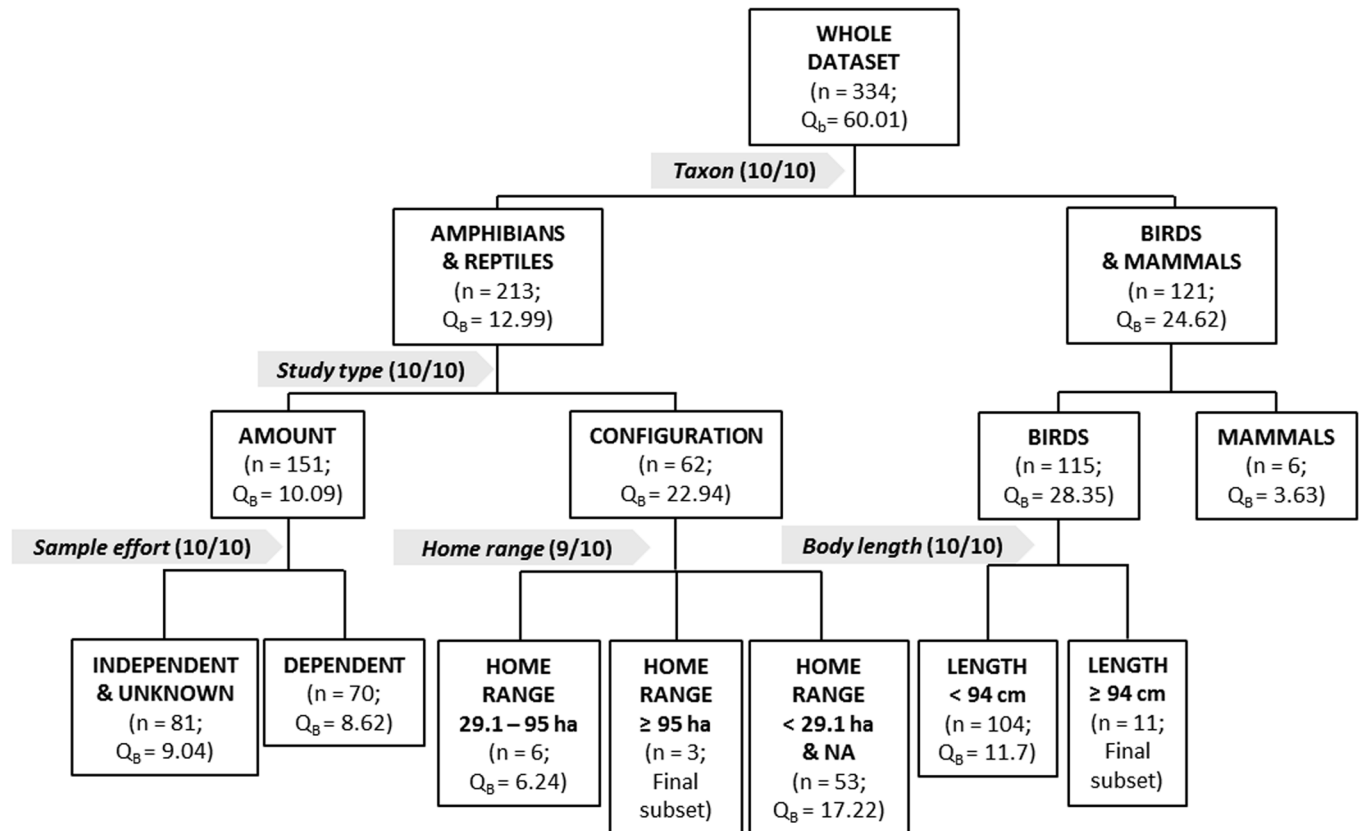 WHOLE
DATASET
(n = 334;
Qb= 60.01)
Taxon (10/10)
AMPHIBIANS
& REPTILES
(n = 213;
QB= 12.99)
BIRDS
& MAMMALS
(n = 121;
QB= 24.62)
Study type (10/10)
AMOUNT
(n = 151;
QB= 10.09)
CONFIGURATION
(n = 62;
QB= 22.94)
BIRDS
(n = 115;
QB= 28.35)
MAMMALS
(n = 6;
QB= 3.63)
Sample effort (10/10)
Home range (9/10)
Body length (10/10)
INDEPENDENT
& UNKNOWN
(n = 81;
QB= 9.04)
DEPENDENT
(n = 70;
QB= 8.62)
HOME
RANGE
29.1 – 95 ha
(n = 6;
QB= 6.24)
HOME
RANGE
≥ 95 ha
(n = 3;
Final
subset)
HOME
RANGE
< 29.1 ha
& NA
(n = 53;
QB= 17.22)
LENGTH
< 94 cm
(n = 104;
QB= 11.7)
LENGTH
≥ 94 cm
(n = 11;
Final
subset)